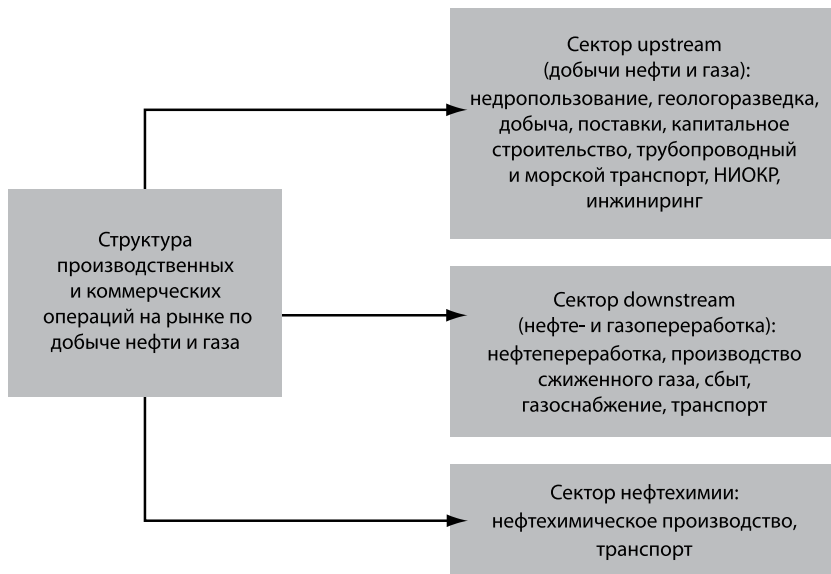 Структура
производственных
и коммерческих
операций на рынке по
добыче нефти и газа
Сектор upstream
(добычи нефти и газа):
недропользование, геологоразведка,
добыча, поставки, капитальное
строительство, трубопроводный
и морской транспорт, НИОКР,
инжиниринг
Сектор downstream
(нефте- и газопереработка):
нефтепереработка, производство
сжиженного газа, сбыт,
газоснабжение, транспорт
Сектор нефтехимии:
нефтехимическое производство,
транспорт